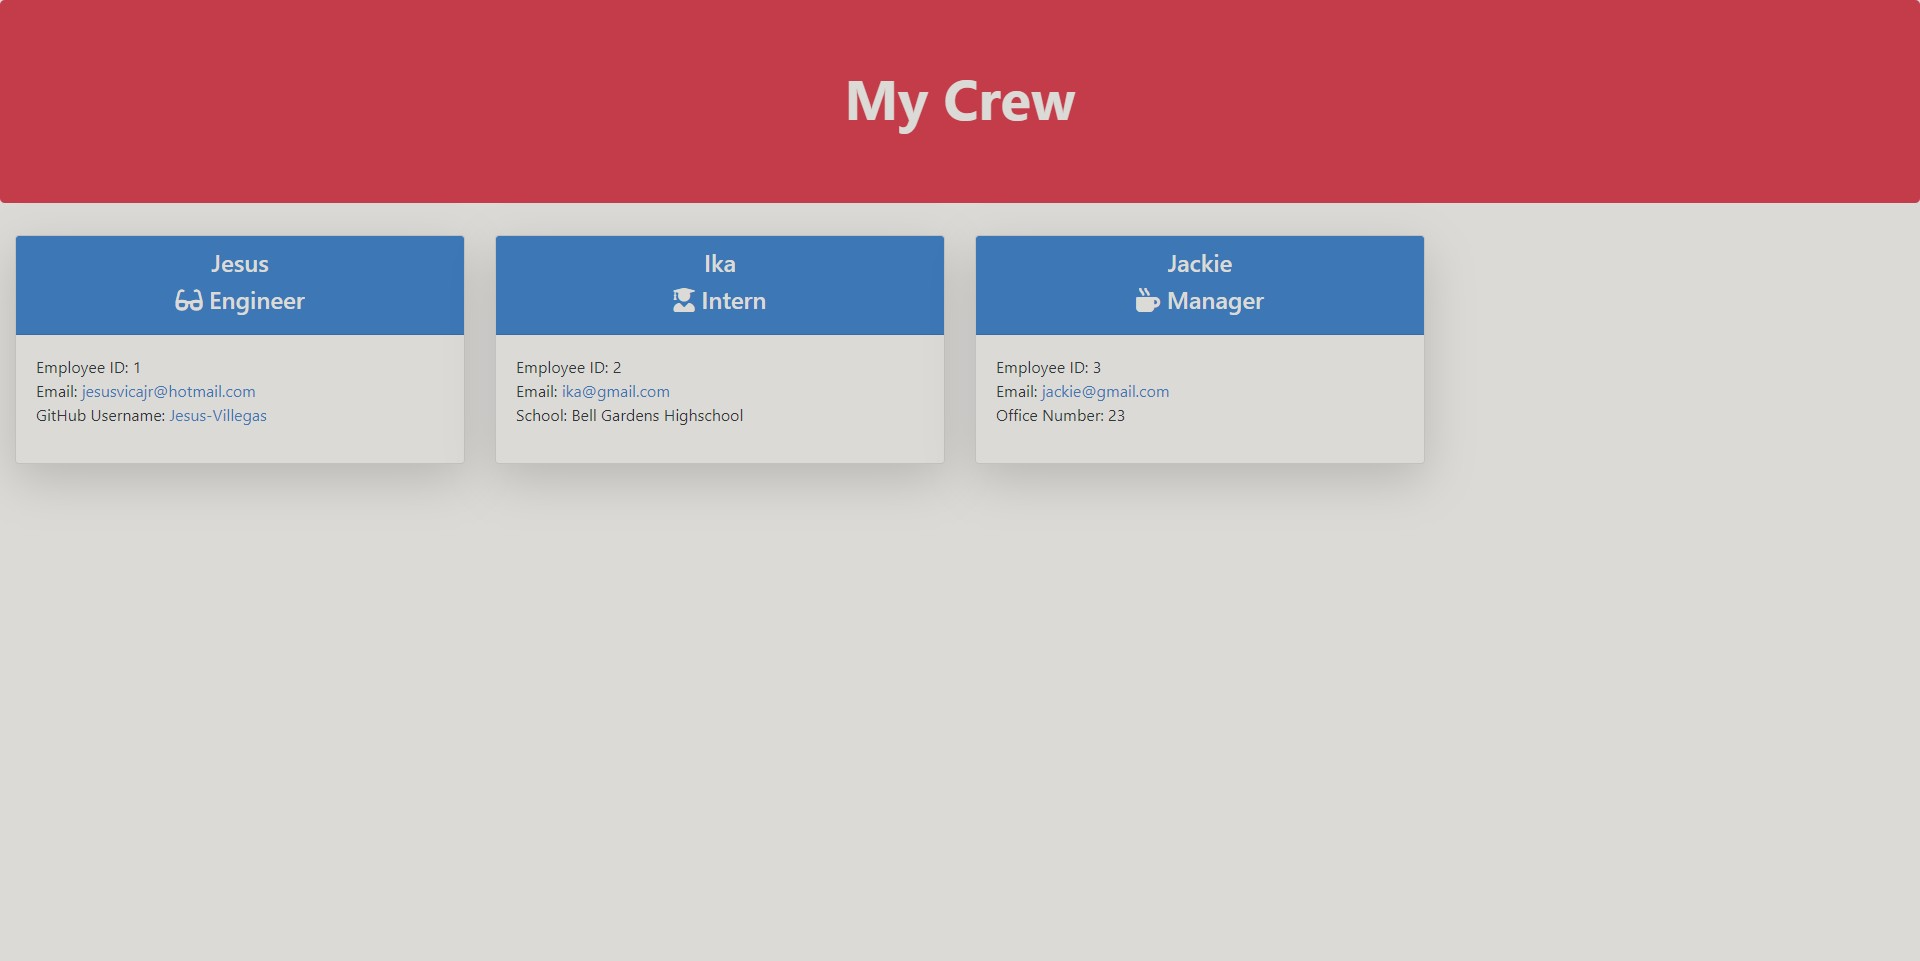 My Crew
Jesus
Engineer
Employee ID: 1
Email: jesusvicajr@hotmail.com
GitHub Username: Jesus-Villegas
Ika
Intern
Employee ID: 2
Email: ika@gmail.com
School: Bell Gardens Highschool
Jackie
Manager
Employee ID: 3
Email: jackie@gmail.com
Office Number: 23